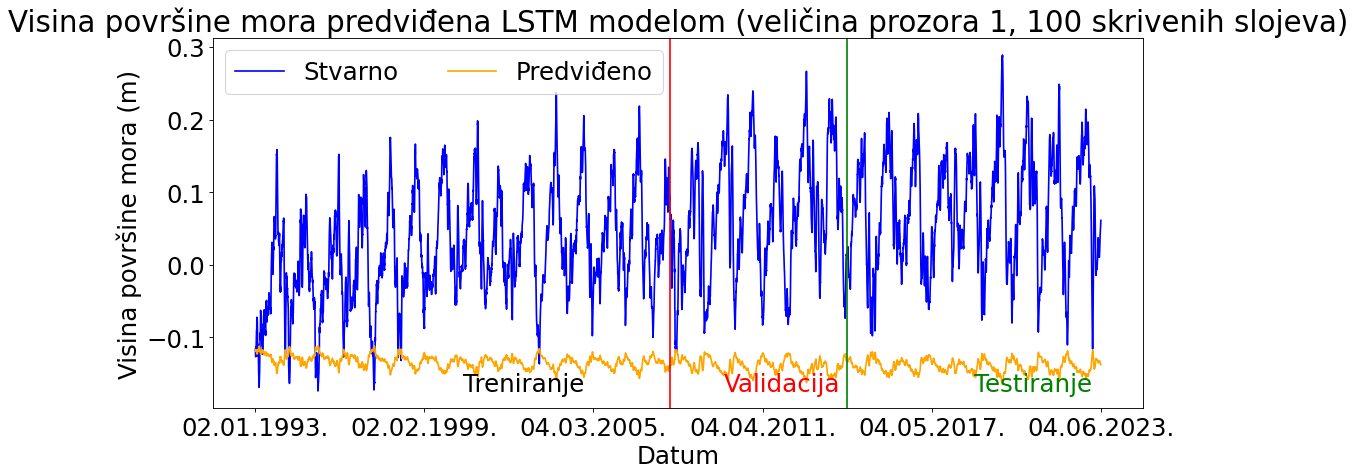 Visina površine mora predviđena LSTM modelom (veličina prozora 1, 100 skrivenih slojeva)
Stvarno Predviđeno
Visina površine mora (m)
0.3
0.2
0.1
0.0
−0.1
Treniranje Validacija Testiranje
02.01.1993. 02.02.1999. 04.03.2005. 04.04.2011. 04.05.2017. 04.06.2023.
Datum